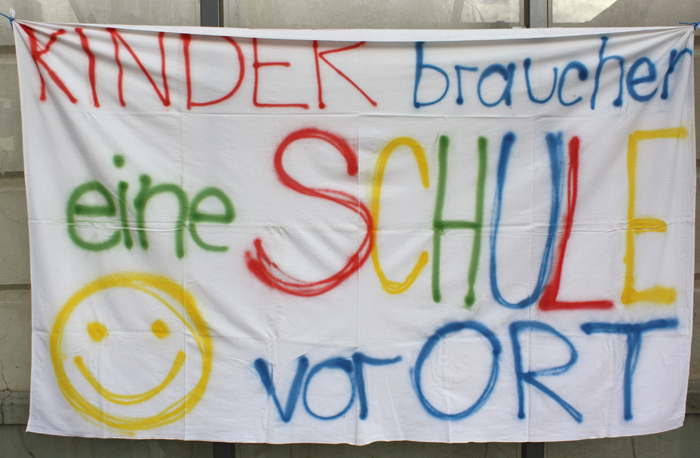 KINDER brauchen
eine SCHULE
vor ORT